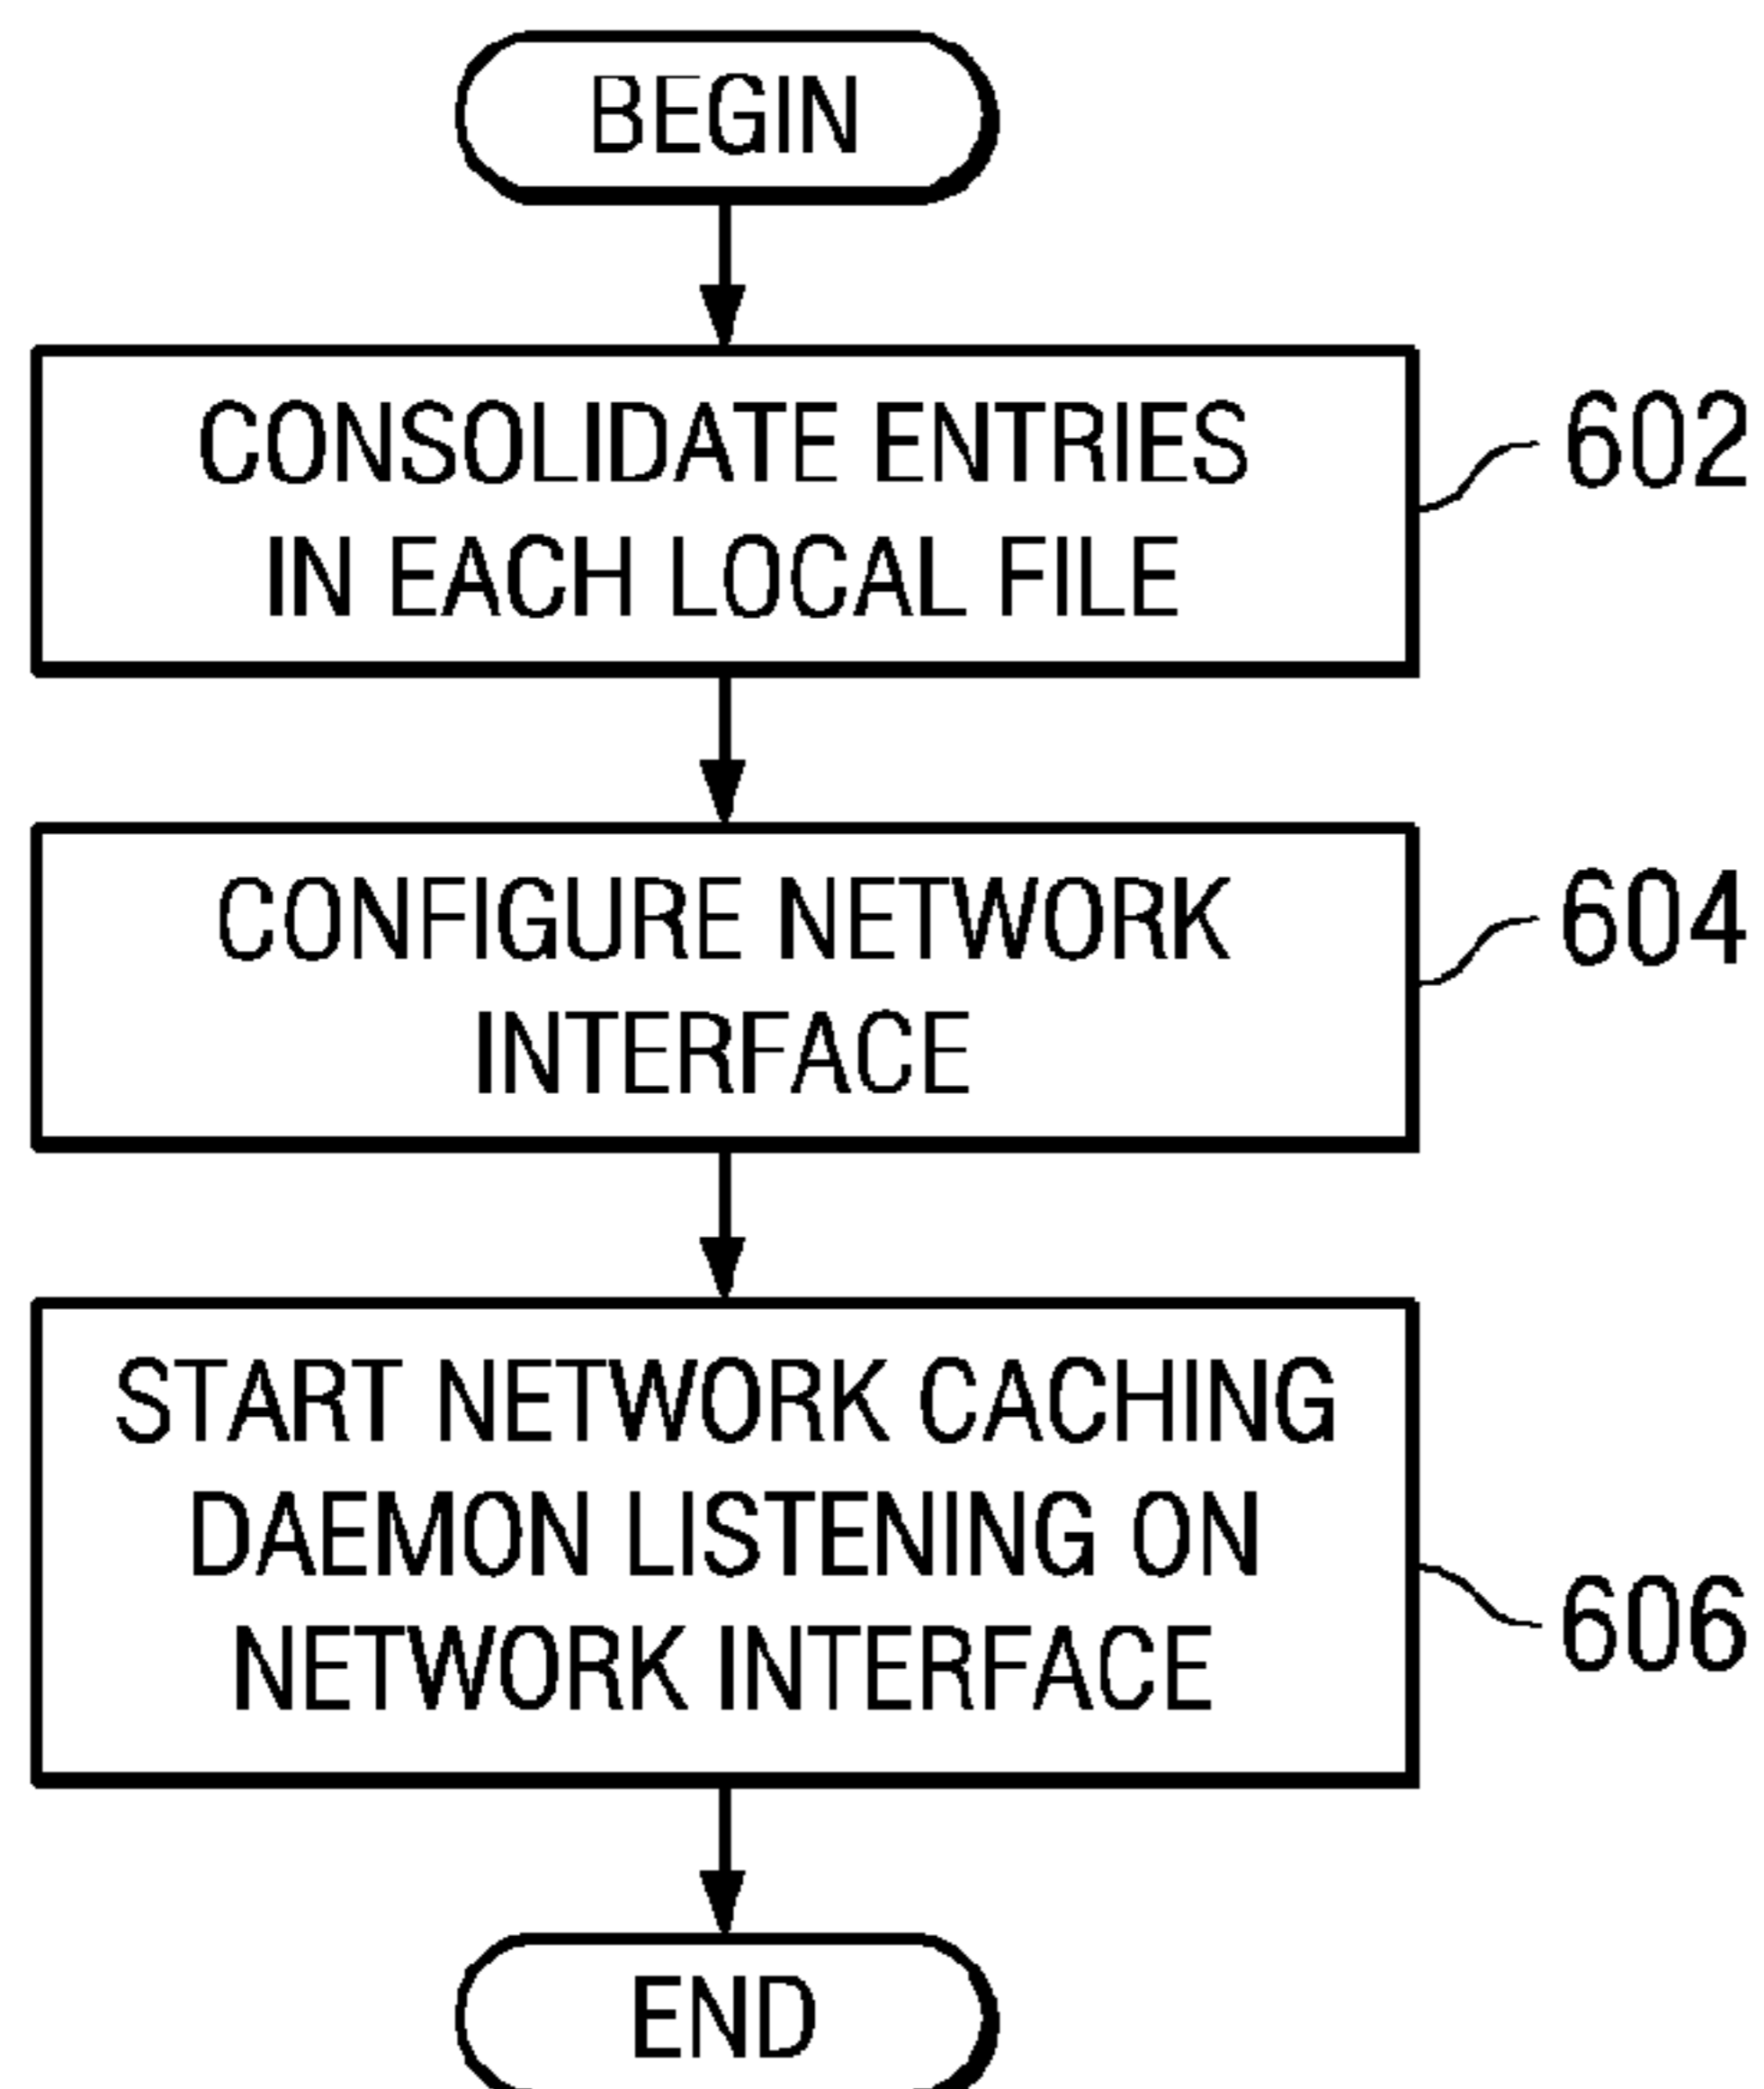 BEGIN
CONSOLIDATE ENTRIES
IN EACH LOCAL FILE
602
CONFIGURE NETWORK
INTERFACE
604
START NETWORK CACHING
DAEMON LISTENING ON
NETWORK INTERFACE
606
END